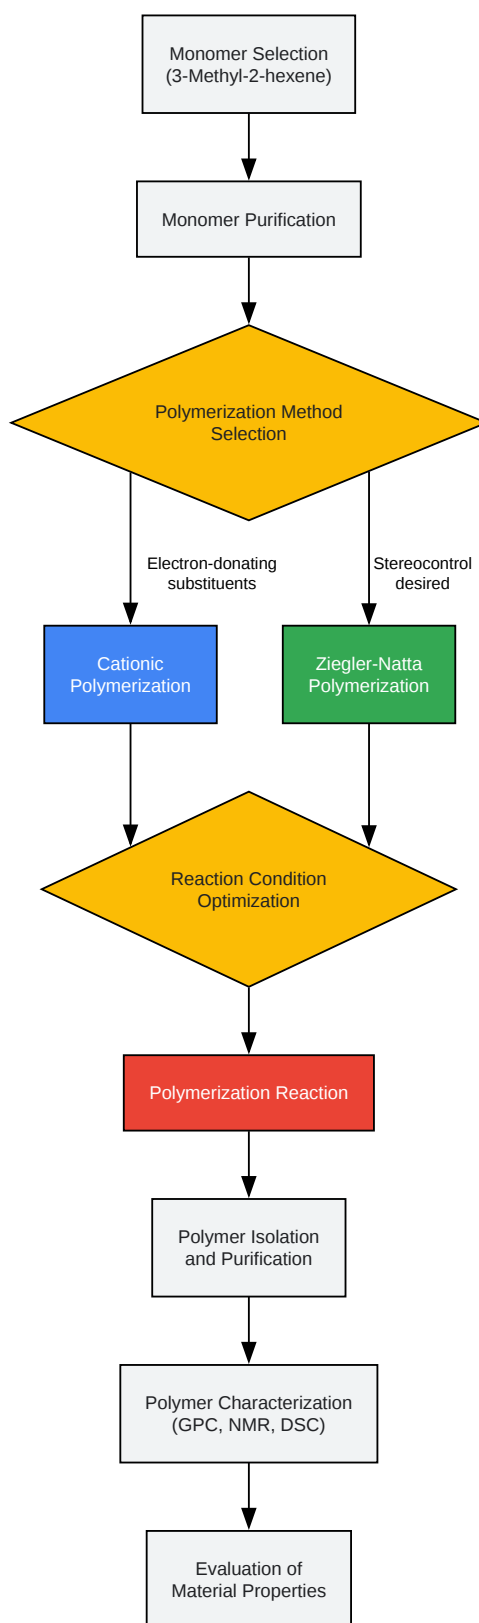 Monomer Selection
(3-Methyl-2-hexene)
Monomer Purification
Polymerization Method
Selection
Electron-donating
substituents
Stereocontrol
desired
Cationic
Polymerization
Ziegler-Natta
Polymerization
Reaction Condition
Optimization
Polymerization Reaction
Polymer Isolation
and Purification
Polymer Characterization
(GPC, NMR, DSC)
Evaluation of
Material Properties